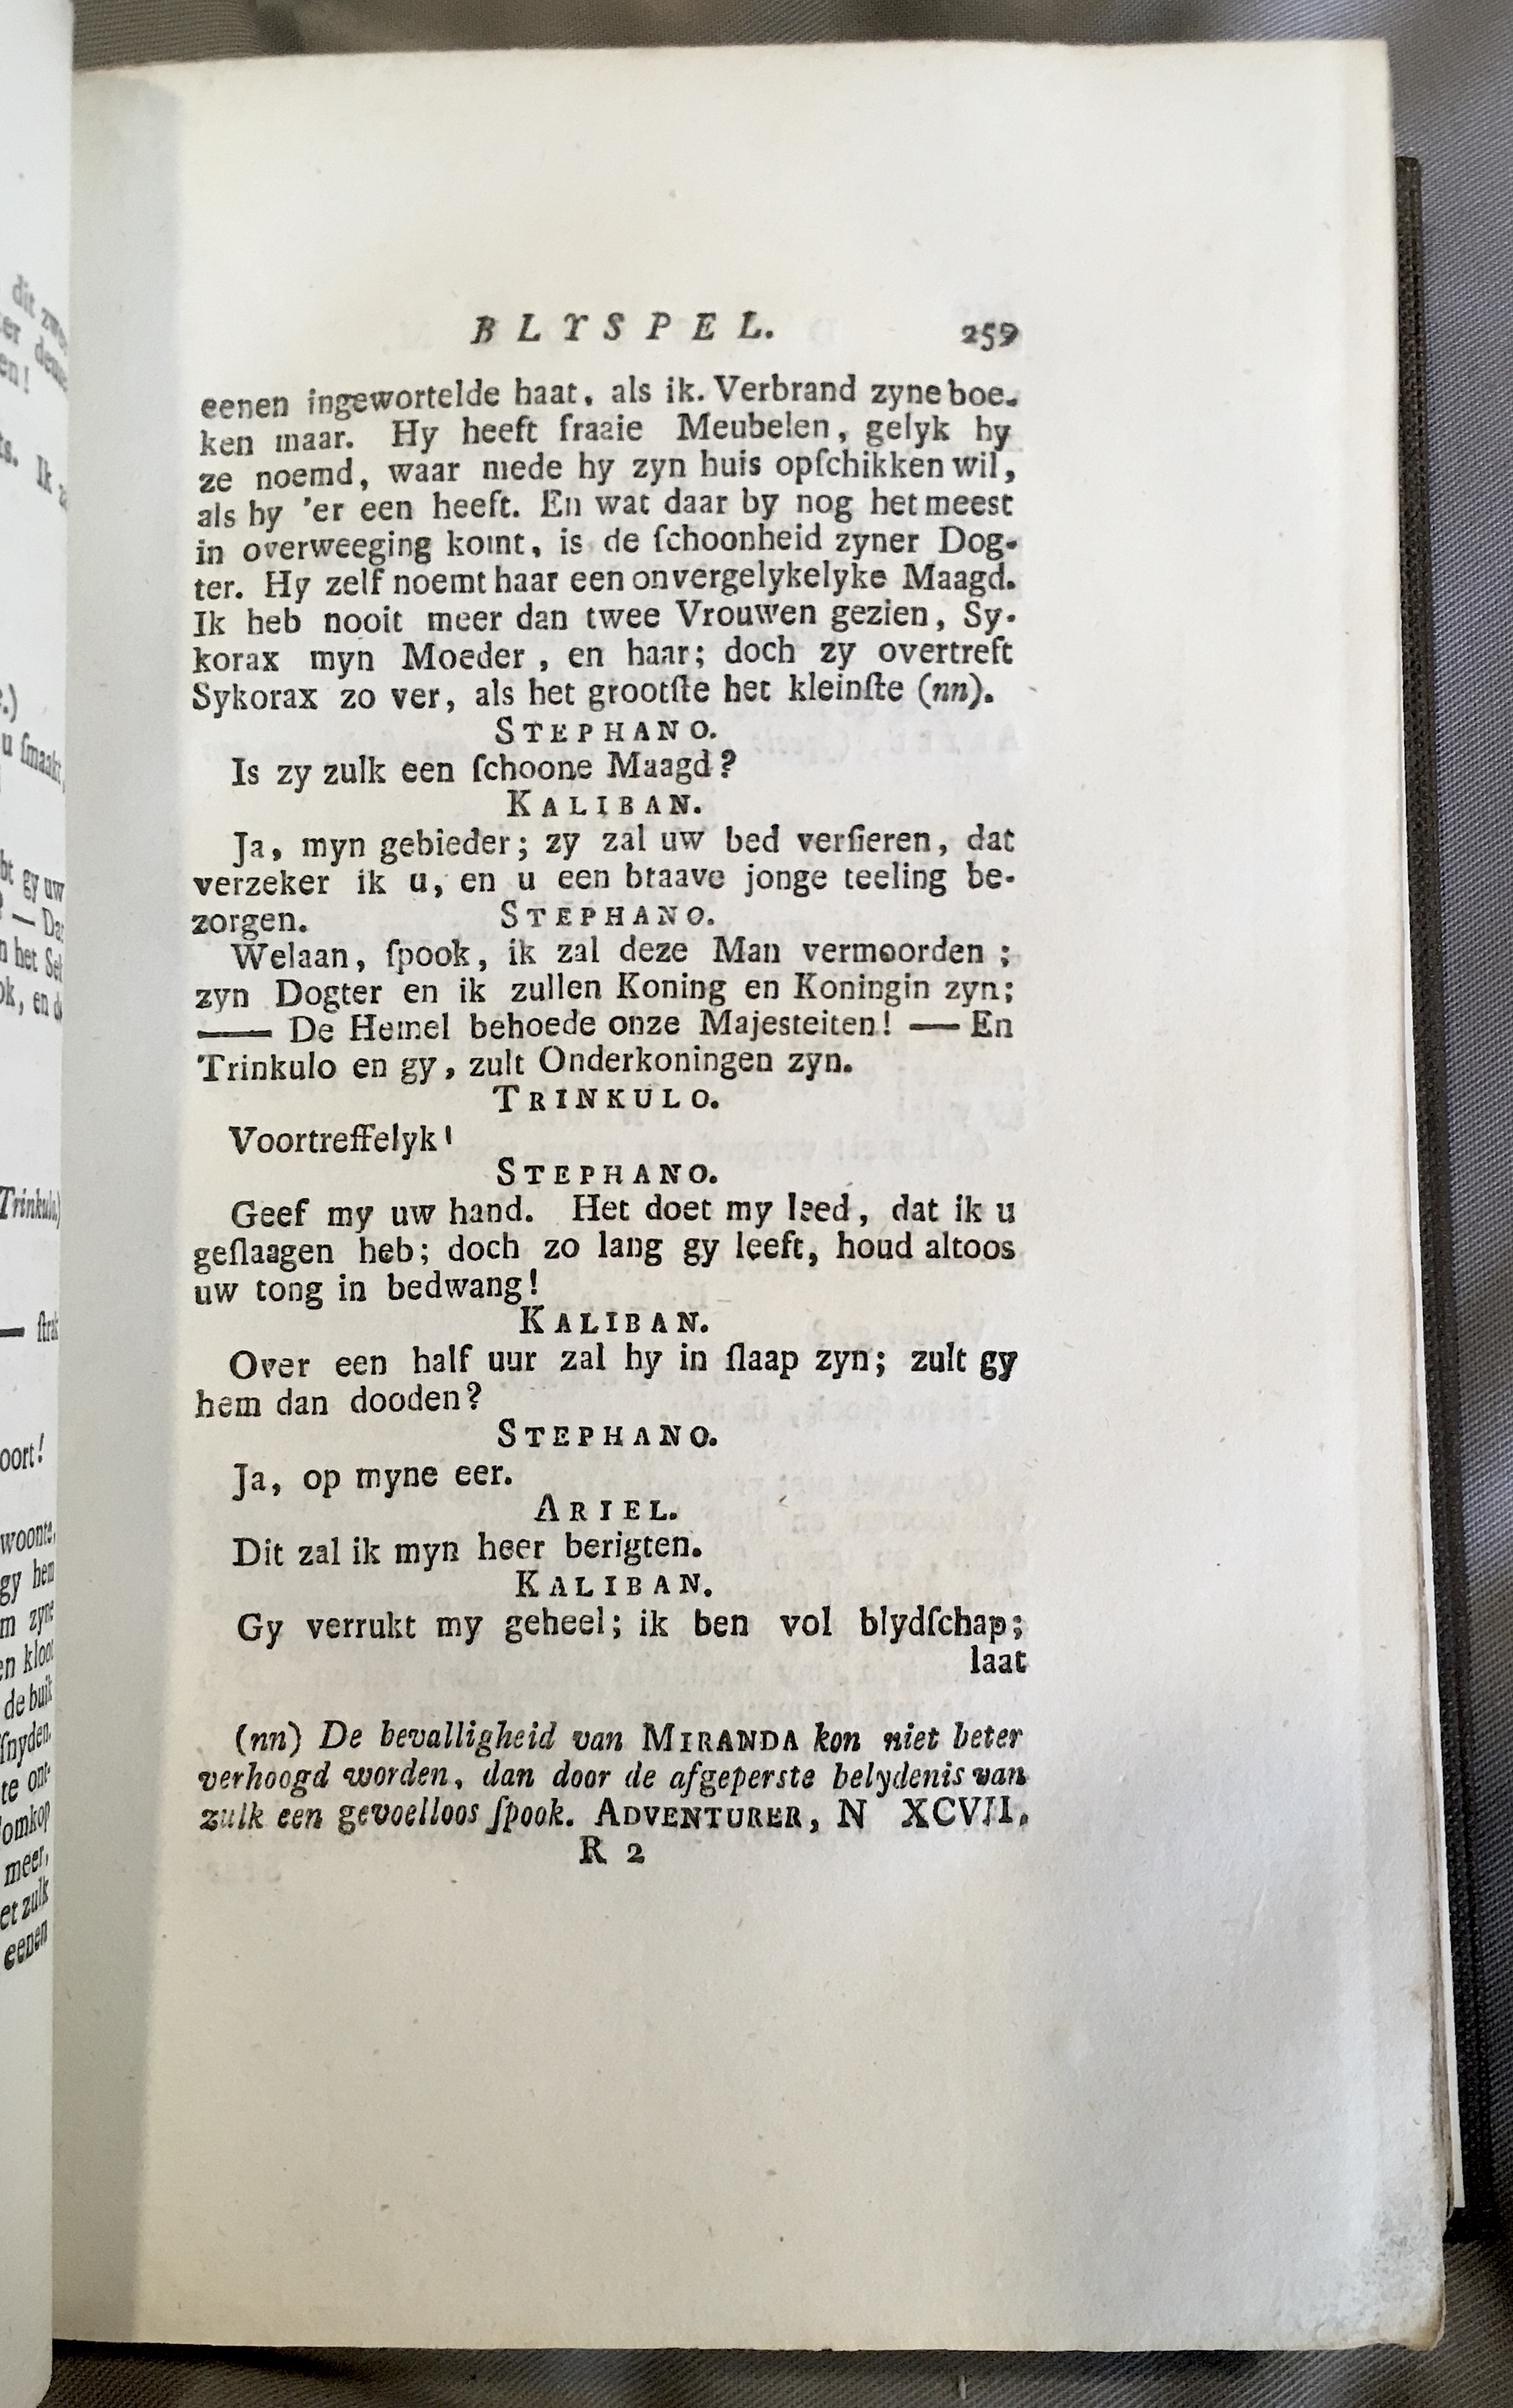 BLYSPEL. 259
eenen ingewortelde haat, als ik. Verbrand zyne boe-
ken maar. Hy heeft fraaie Meubelen, gelyk hy
ze noemd, waar mede hy zyn huis opſchikken wil,
als hy 'er een heeft. En wat daar by nog het meest
in overweeging komt, is de ſchoonheid zyner Dog-
ter. Hy zelf noemt haar een onvergelykelyke Maagd.
Ik heb nooit meer dan twee Vrouwen gezien, Sy-
korax myn Moeder, en haar; doch zy overtreft
Sykorax zo ver, als het grootſte het kleinſte (nn).
STEPHANO.
Is zy zulk een ſchoone Maagd?
KALIBAN.
Ja, myn gebieder; zy zal uw bed verſieren, dat
verzeker ik u, en u een braave jonge teeling be-
zorgen. STEPHANO.
Welaan, ſpook, ik zal deze Man vermoorden;
zyn Dogter en ik zullen Koning en Koningin zyn;
—— De Hemel behoede onze Majesteiten! — En
Trinkulo en gy, zult Onderkoningen zyn.
TRINKULO.
Voortreffelyk!
STEPHANO.
Geef my uw hand. Het doet my leed, dat ik u
geſlaagen heb; doch zo lang gy leeft, houd altoos
uw tong in bedwang!
KALIBAN.
Over een half uur zal hy in ſlaap zyn; zult gy
hem dan dooden?
STEPHANO.
Ja, op myne eer.
ARIEL.
Dit zal ik myn heer berigten.
KALIBAN.
Gy verrukt my geheel; ik ben vol blydſchap;
laat
(nn) De bevalligheid van MIRANDA kon niet beter
verhoogd worden, dan door de afgeperste belydenis van
zulk een gevoelloos ſpook. ADVENTURER, N XCVII.
R 2